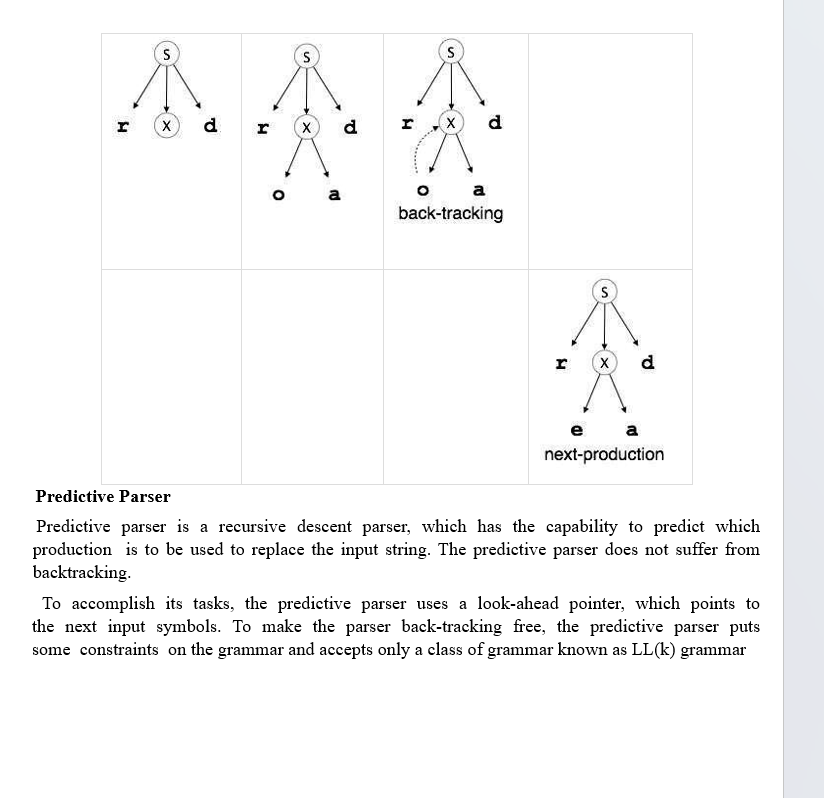 S S S
r X d r X d r X d
o a o a
back-tracking
S
r X d
e a
next-production
Predictive Parser
Predictive parser is a recursive descent parser, which has the capability to predict which
production is to be used to replace the input string. The predictive parser does not suffer from
backtracking.
To accomplish its tasks, the predictive parser uses a look-ahead pointer, which points to
the next input symbols. To make the parser back-tracking free, the predictive parser puts
some constraints on the grammar and accepts only a class of grammar known as LL(k) grammar